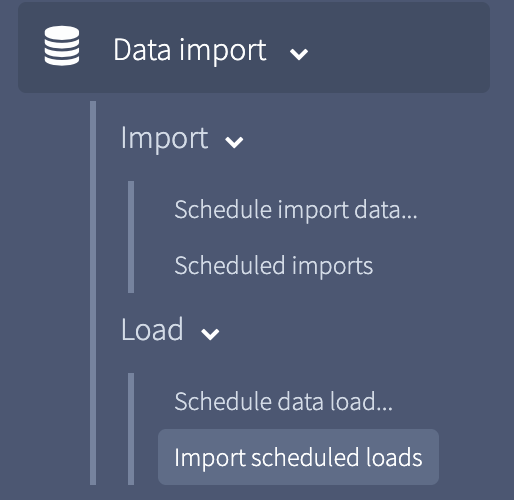 Data import
Import
Schedule import data...
Scheduled imports
Load
Schedule data load...
Import scheduled loads